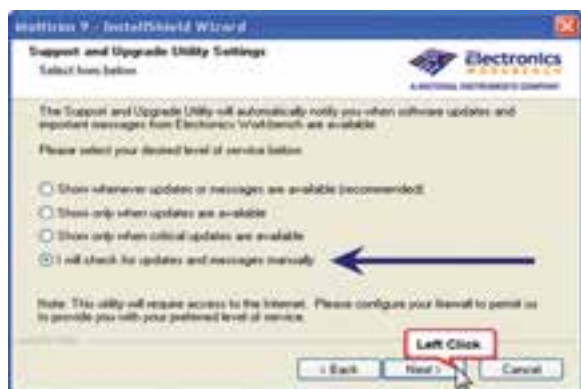 Multisim 9 - InstallShield Wizard
Support and Upgrade Utility Settings
Select from below
Electronics
WORKBENCH
A NATIONAL INSTRUMENTS COMPANY
The Support and Upgrade Utility will automatically notify you when software updates and
important messages from Electronics Workbench are available.
Please select your desired level of service below:
Show whenever updates or messages are available (recommended)
Show only when updates are available
Show only when critical updates are available
I will check for updates and messages manually
Note: This utility will require access to the Internet. Please configure your firewall to permit us
to provide you with your preferred level of service.
Left Click
< Back
Next >
Cancel